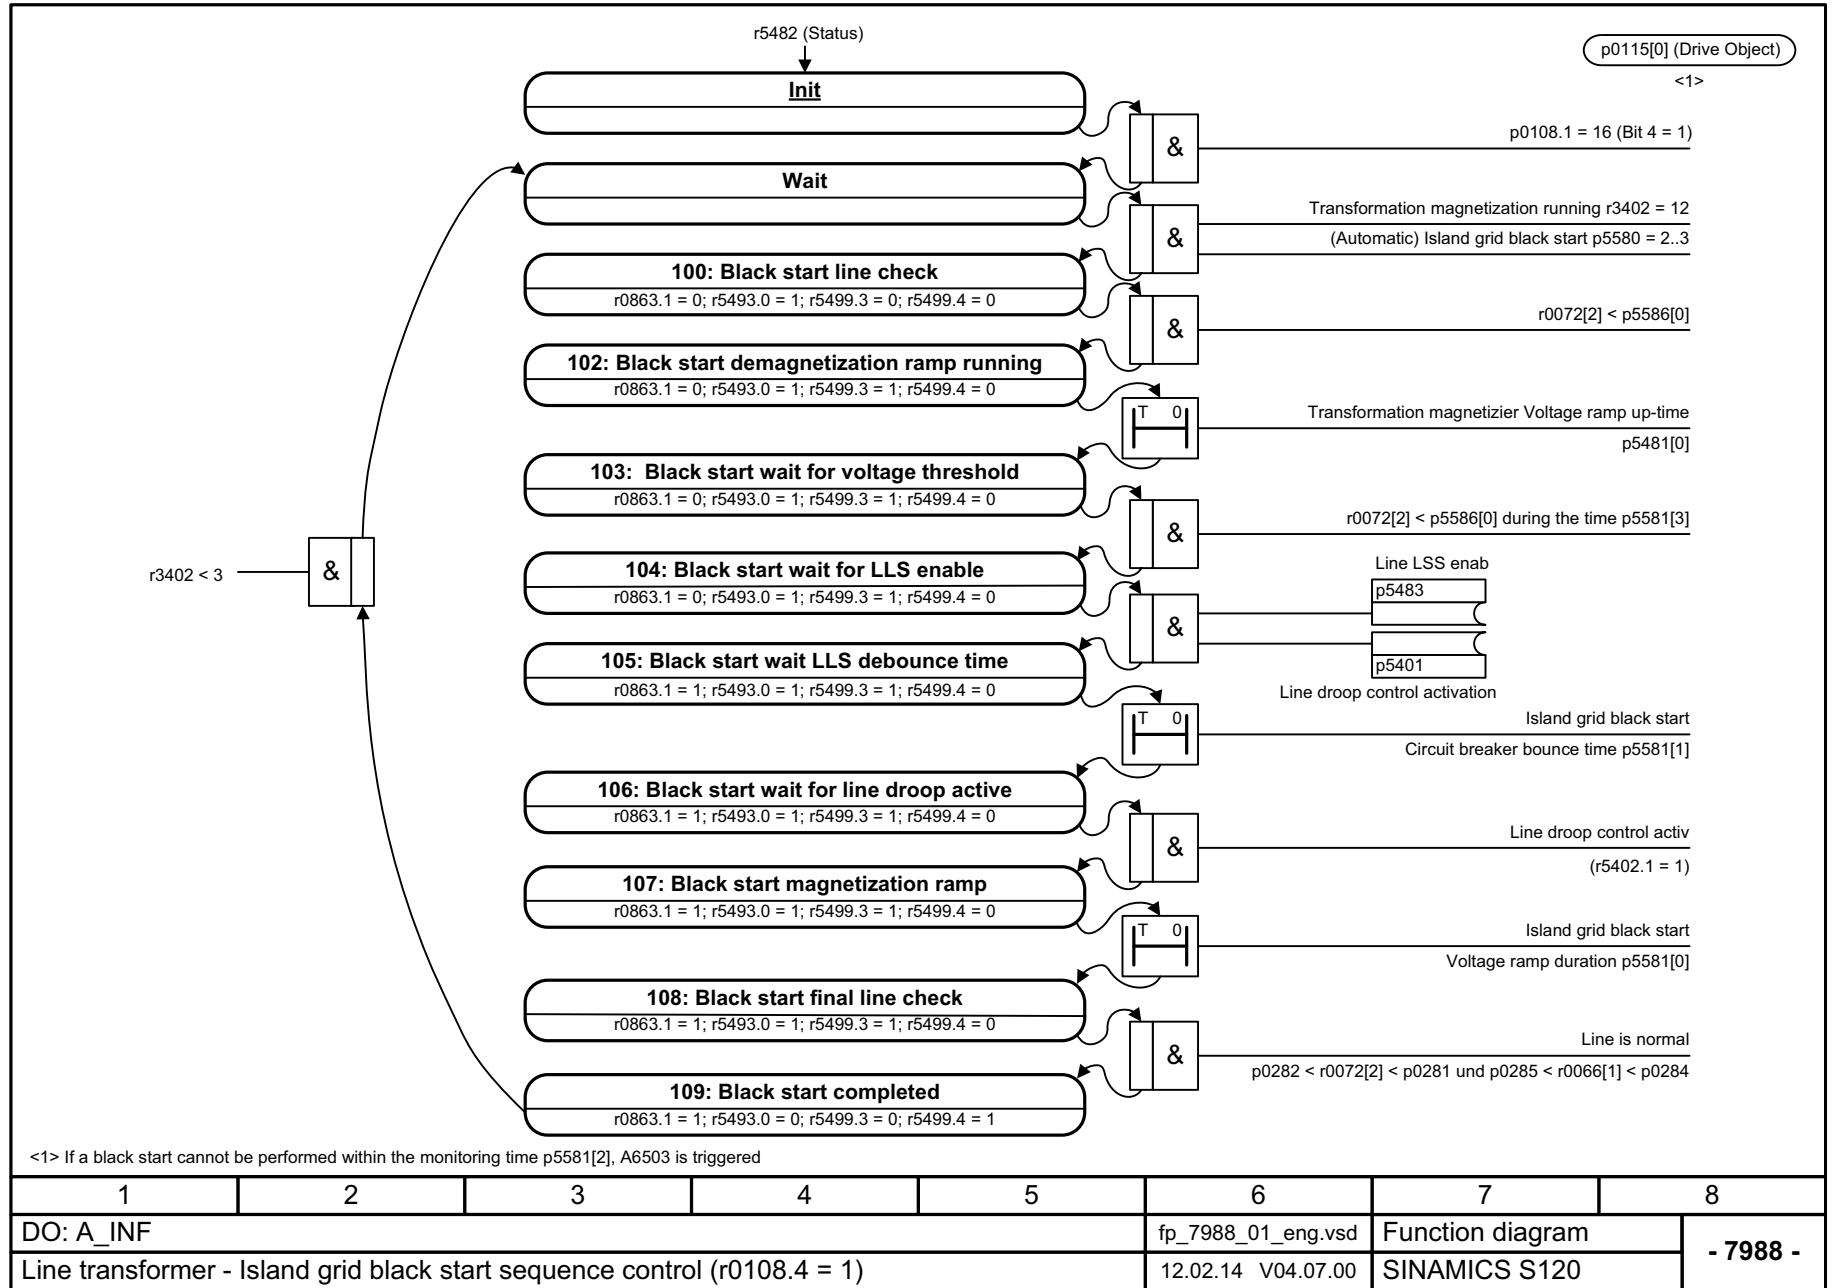 r5482 (Status)
p0115[0] (Drive Object)
<1>
Init
&
p0108.1 = 16 (Bit 4 = 1)
Wait
&
Transformation magnetization running r3402 = 12
(Automatic) Island grid black start p5580 = 2..3
100: Black start line check
r0863.1 = 0; r5493.0 = 1; r5499.3 = 0; r5499.4 = 0
&
r0072[2] < p5586[0]
102: Black start demagnetization ramp running
r0863.1 = 0; r5493.0 = 1; r5499.3 = 1; r5499.4 = 0
T 0
Transformation magnetizier Voltage ramp up-time
p5481[0]
103: Black start wait for voltage threshold
r0863.1 = 0; r5493.0 = 1; r5499.3 = 1; r5499.4 = 0
&
r0072[2] < p5586[0] during the time p5581[3]
r3402 < 3
&
104: Black start wait for LLS enable
r0863.1 = 0; r5493.0 = 1; r5499.3 = 1; r5499.4 = 0
&
Line LSS enab
p5483
p5401
Line droop control activation
105: Black start wait LLS debounce time
r0863.1 = 1; r5493.0 = 1; r5499.3 = 1; r5499.4 = 0
T 0
Island grid black start
Circuit breaker bounce time p5581[1]
106: Black start wait for line droop active
r0863.1 = 1; r5493.0 = 1; r5499.3 = 1; r5499.4 = 0
&
Line droop control activ
(r5402.1 = 1)
107: Black start magnetization ramp
r0863.1 = 1; r5493.0 = 1; r5499.3 = 1; r5499.4 = 0
T 0
Island grid black start
Voltage ramp duration p5581[0]
108: Black start final line check
r0863.1 = 1; r5493.0 = 1; r5499.3 = 1; r5499.4 = 0
&
Line is normal
p0282 < r0072[2] < p0281 und p0285 < r0066[1] < p0284
109: Black start completed
r0863.1 = 1; r5493.0 = 0; r5499.3 = 0; r5499.4 = 1
<1> If a black start cannot be performed within the monitoring time p5581[2], A6503 is triggered
1 2 3 4 5 6 7 8
DO: A_INF
fp_7988_01_eng.vsd
Function diagram
- 7988 -
Line transformer - Island grid black start sequence control (r0108.4 = 1)
12.02.14 V04.07.00
SINAMICS S120